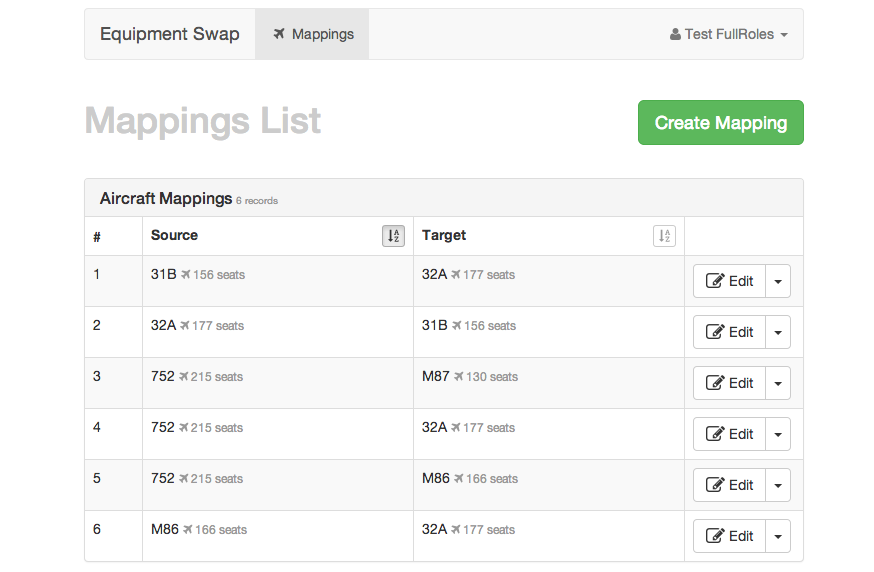 Equipment Swap Mappings Test FullRoles
Mappings List Create Mapping
Aircraft Mappings 6 records
# Source Target
1 31B 156 seats 32A 177 seats Edit
2 32A 177 seats 31B 156 seats Edit
3 752 215 seats M87 130 seats Edit
4 752 215 seats 32A 177 seats Edit
5 752 215 seats M86 166 seats Edit
6 M86 166 seats 32A 177 seats Edit